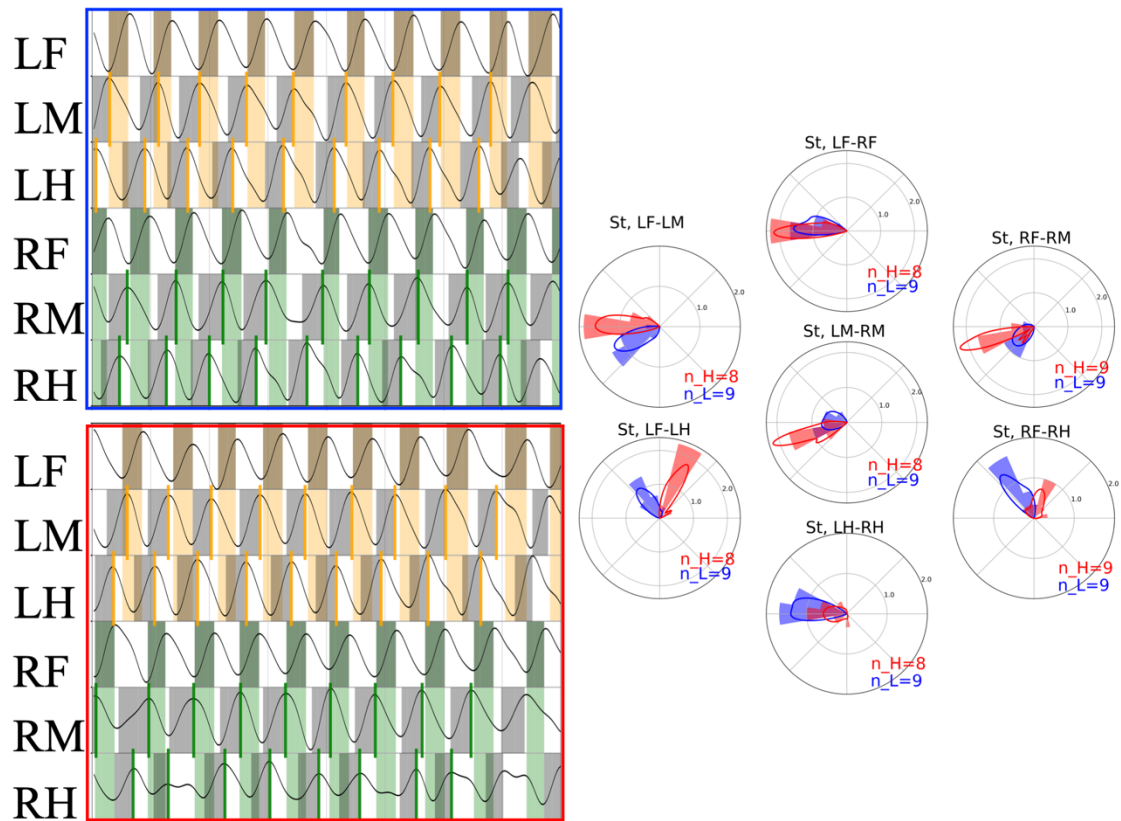 LF
LM
LH
RF
RM
RH
LF
LM
LH
RF
RM
RH
St, LF-RF
1.0
2.0
n_H=8
n_L=9
St, LF-LM
1.0
2.0
n_H=8
n_L=9
St, RF-RM
1.0
2.0
n_H=9
n_L=9
St, LM-RM
1.0
2.0
n_H=8
n_L=9
St, LF-LH
1.0
2.0
n_H=8
n_L=9
St, RF-RH
1.0
2.0
n_H=9
n_L=9
St, LH-RH
1.0
2.0
n_H=8
n_L=9